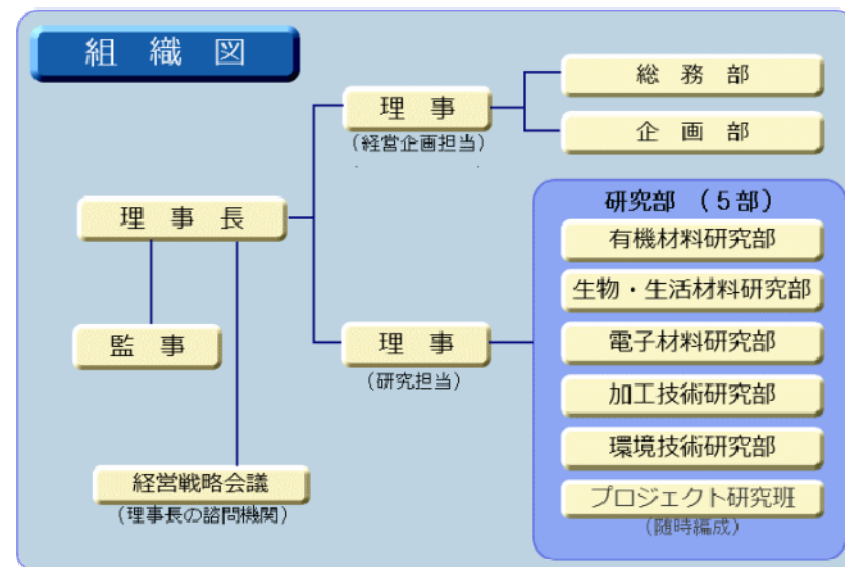 組織図
理事
(経営企画担当)
総務部
企画部
理事長
監事
経営戦略会議
(理事長の諮問機関)
理事
(研究担当)
研究部 (5部)
有機材料研究部
生物・生活材料研究部
電子材料研究部
加工技術研究部
環境技術研究部
プロジェクト研究班
(随時編成)